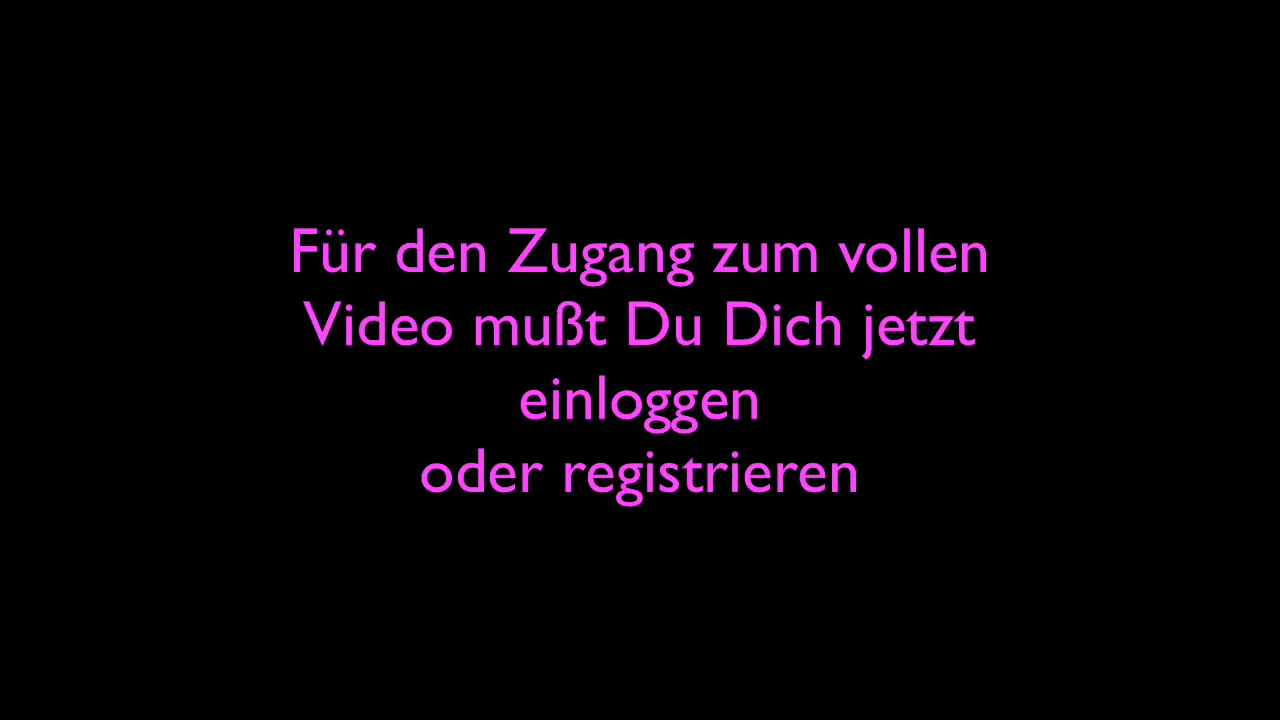 Für den Zugang zum vollen
Video mußt Du Dich jetzt
einloggen
oder registrieren